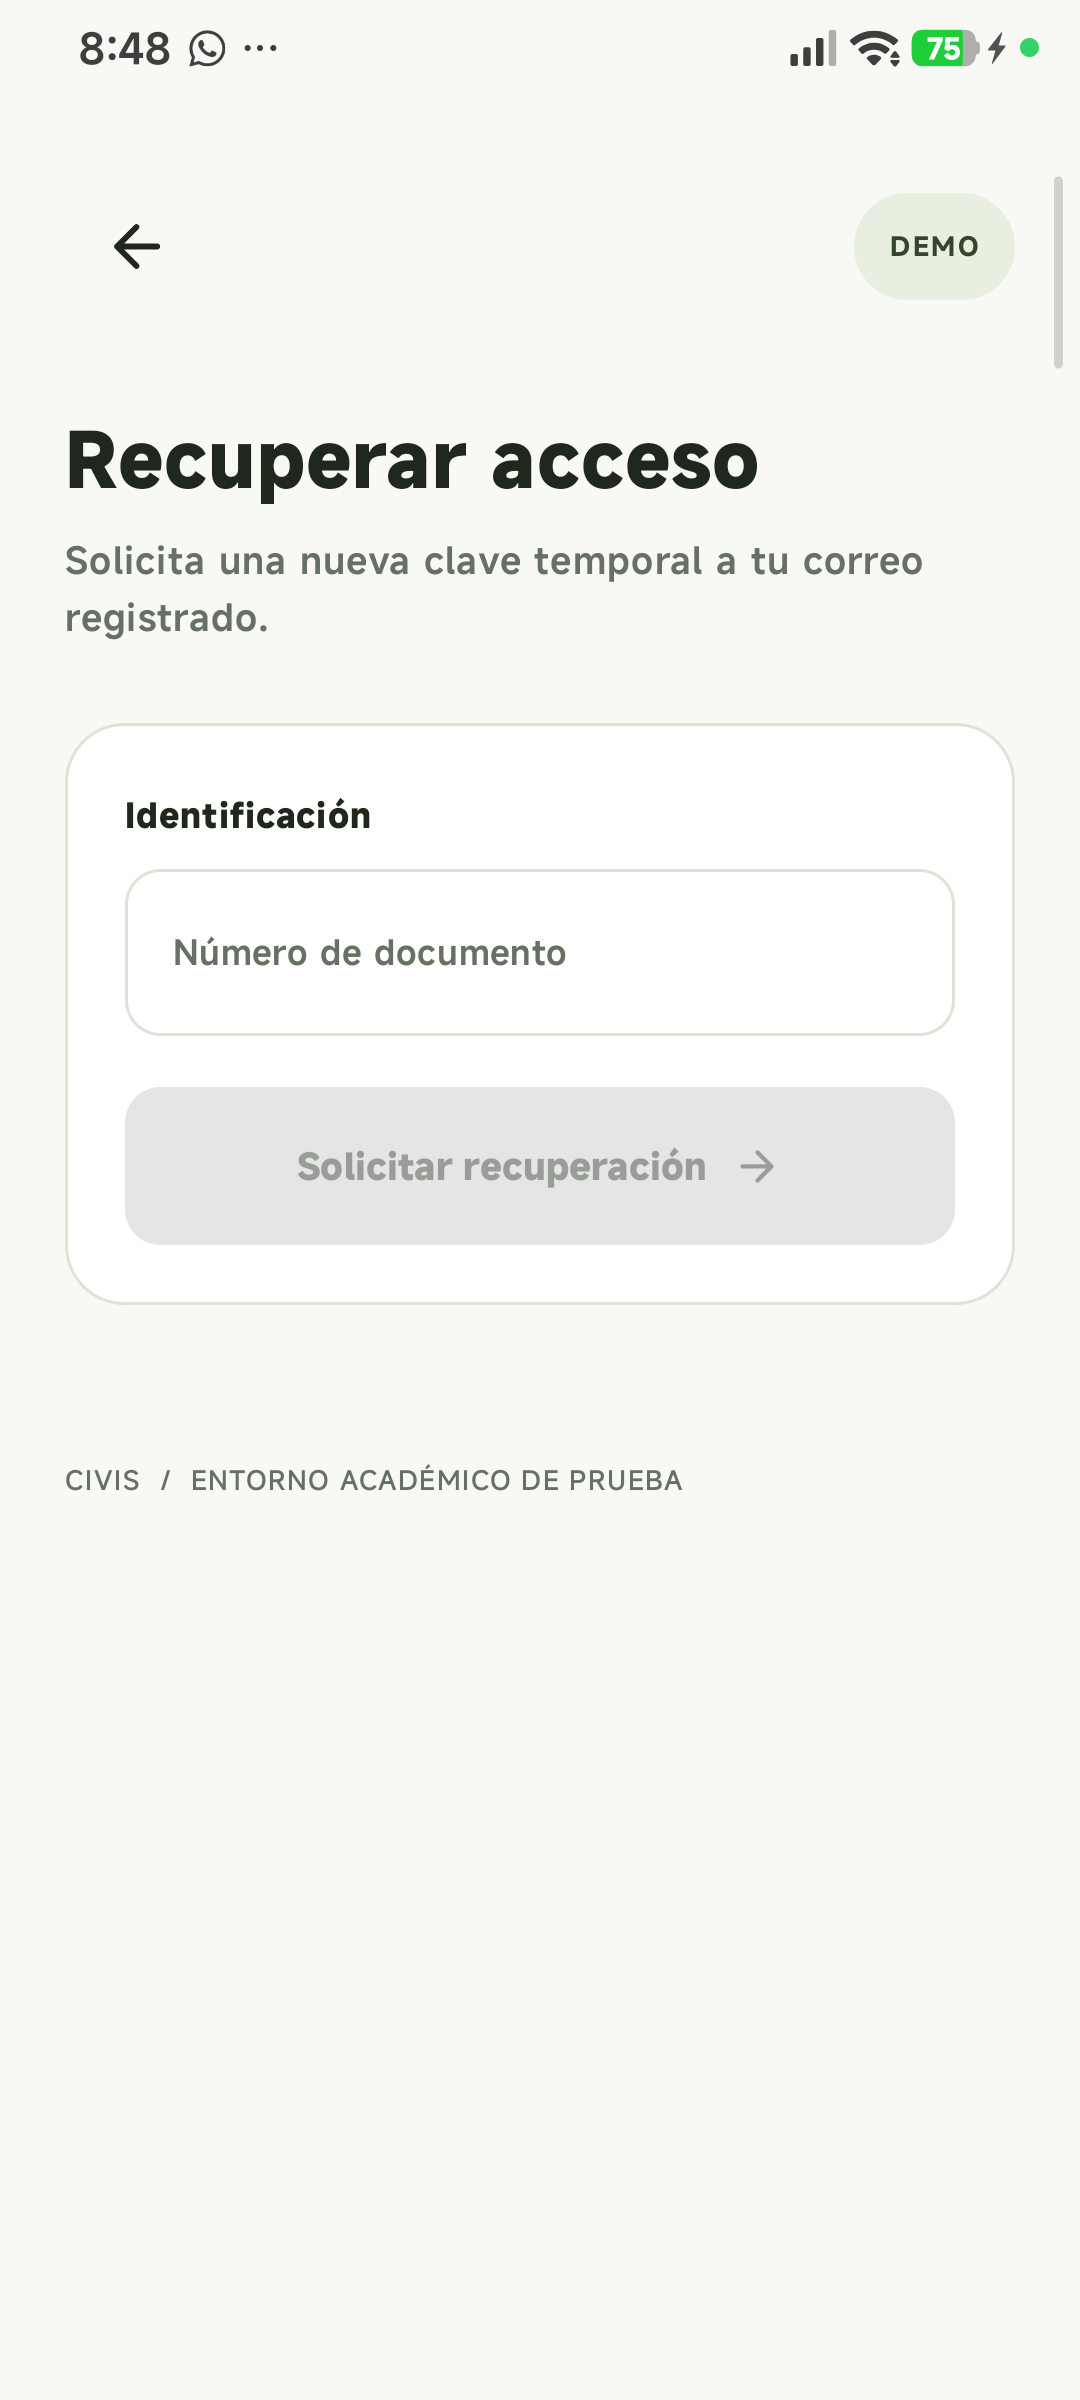 8:48
75
DEMO
Recuperar acceso
Solicita una nueva clave temporal a tu correo
registrado.
Identificación
Número de documento
Solicitar recuperación
CIVIS / ENTORNO ACADÉMICO DE PRUEBA